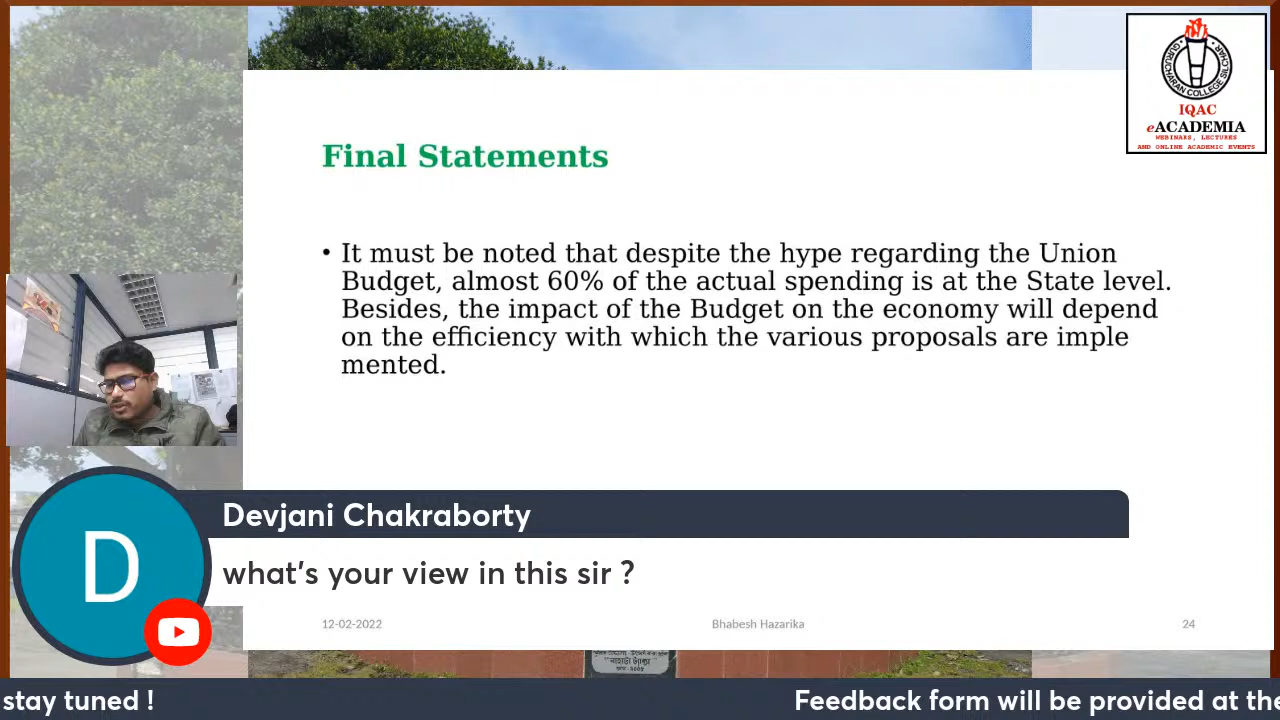 GURUCHARAN COLLEGE SILCHAR
IQAC
eACADEMIA
WEBINARS, LECTURES
AND ONLINE ACADEMIC EVENTS
Final Statements
• It must be noted that despite the hype regarding the Union
Budget, almost 60% of the actual spending is at the State level.
Besides, the impact of the Budget on the economy will depend
on the efficiency with which the various proposals are imple
mented.
Devjani Chakraborty
D
what's your view in this sir ?
12-02-2022
Bhabesh Hazarika
24
stay tuned !
Feedback form will be provided at the